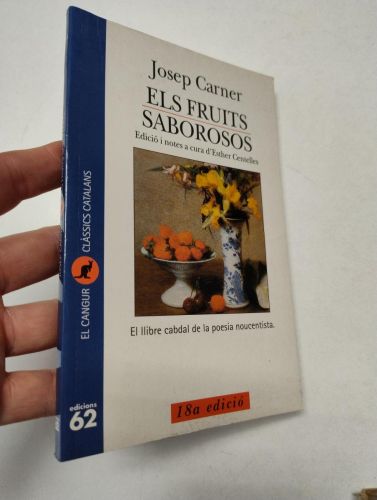 Josep Carner
ELS FRUITS
SABOROSOS
Edició i notes a cura d'Esther Centelles
El llibre cabdal de la poesia noucentista.
18a edició
EL CANGUR
CLÀSSICS CATALANS
edicions
62